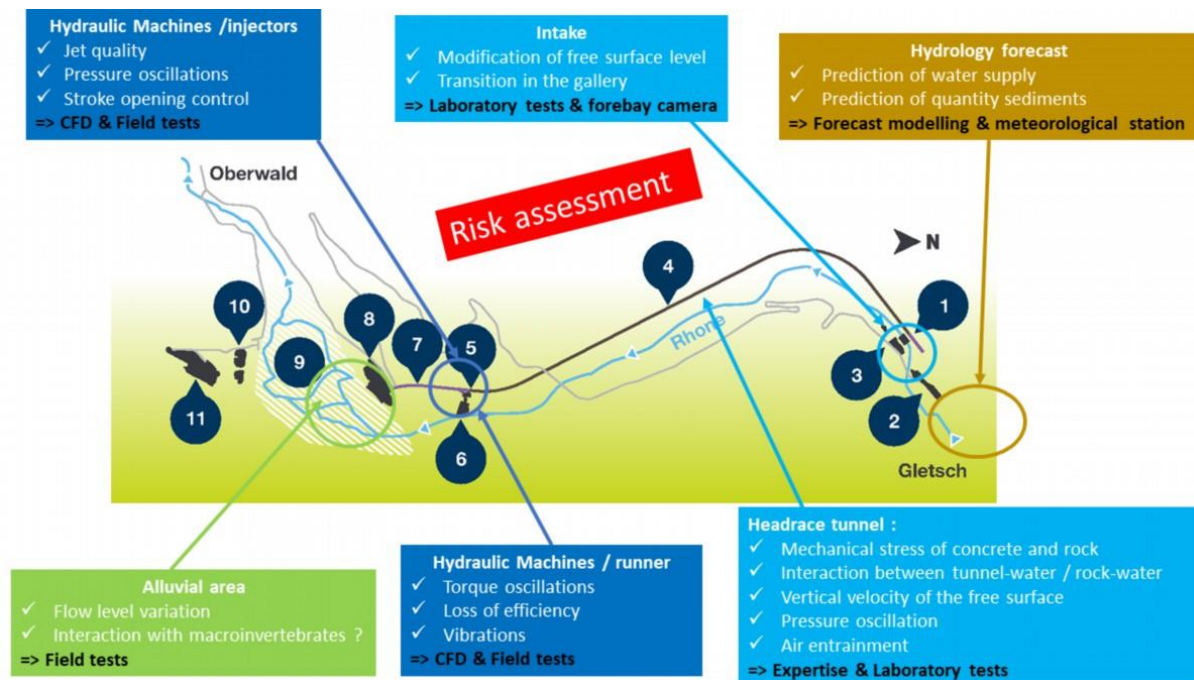 Hydraulic Machines /injectors
✓ Jet quality
✓ Pressure oscillations
✓ Stroke opening control
=> CFD & Field tests
Intake
✓ Modification of free surface level
✓ Transition in the gallery
=> Laboratory tests & forebay camera
Hydrology forecast
✓ Prediction of water supply
✓ Prediction of quantity sediments
=> Forecast modelling & meteorological station
Oberwald
Risk assessment
N
4
1
10
8
7
5
Rhone
9
3
11
2
6
Gletsch
Alluvial area
✓ Flow level variation
✓ Interaction with macroinvertebrates ?
=> Field tests
Hydraulic Machines / runner
✓ Torque oscillations
✓ Loss of efficiency
✓ Vibrations
=> CFD & Field tests
Headrace tunnel :
✓ Mechanical stress of concrete and rock
✓ Interaction between tunnel-water / rock-water
✓ Vertical velocity of the free surface
✓ Pressure oscillation
✓ Air entrainment
=> Expertise & Laboratory tests